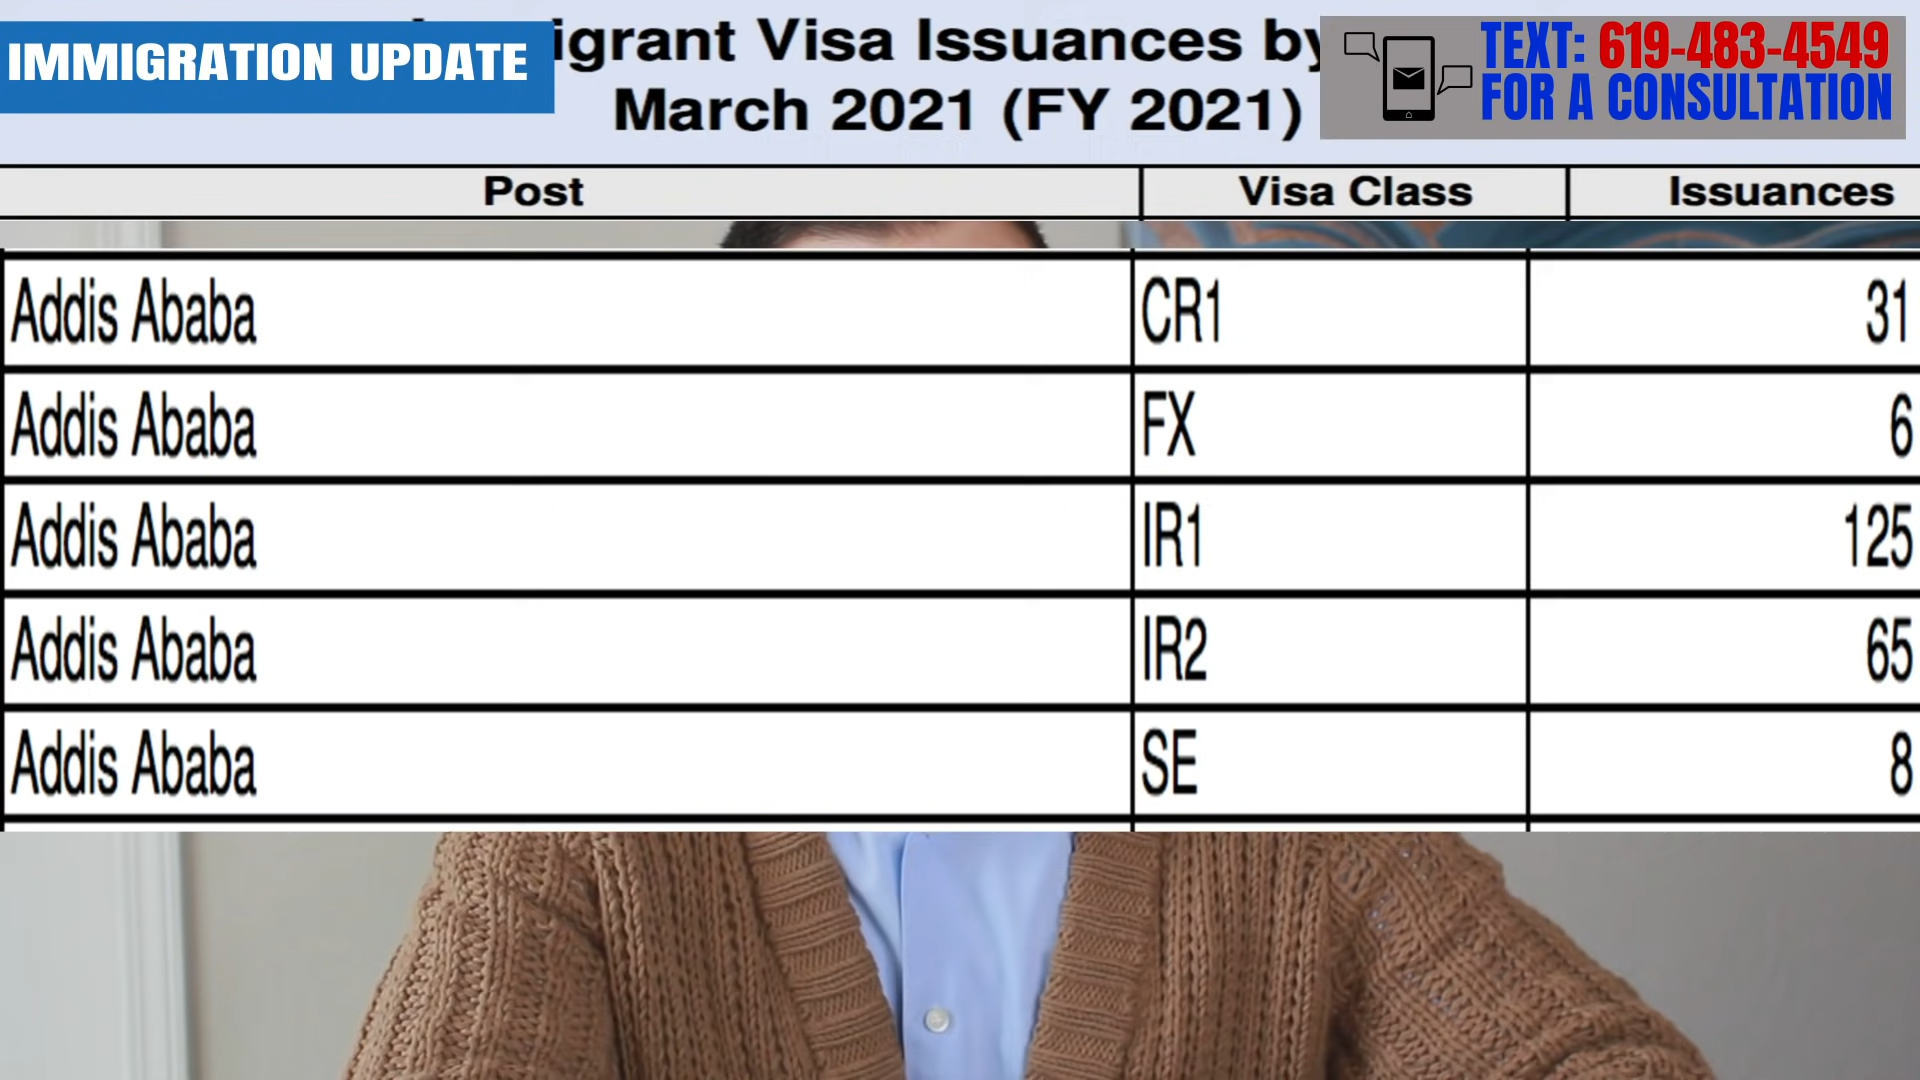 IMMIGRATION UPDATE
igrant Visa Issuances by
March 2021 (FY 2021)
TEXT: 619-483-4549
FOR A CONSULTATION
Post Visa Class Issuances
Addis Ababa CR1 31
Addis Ababa FX 6
Addis Ababa IR1 125
Addis Ababa IR2 65
Addis Ababa SE 8